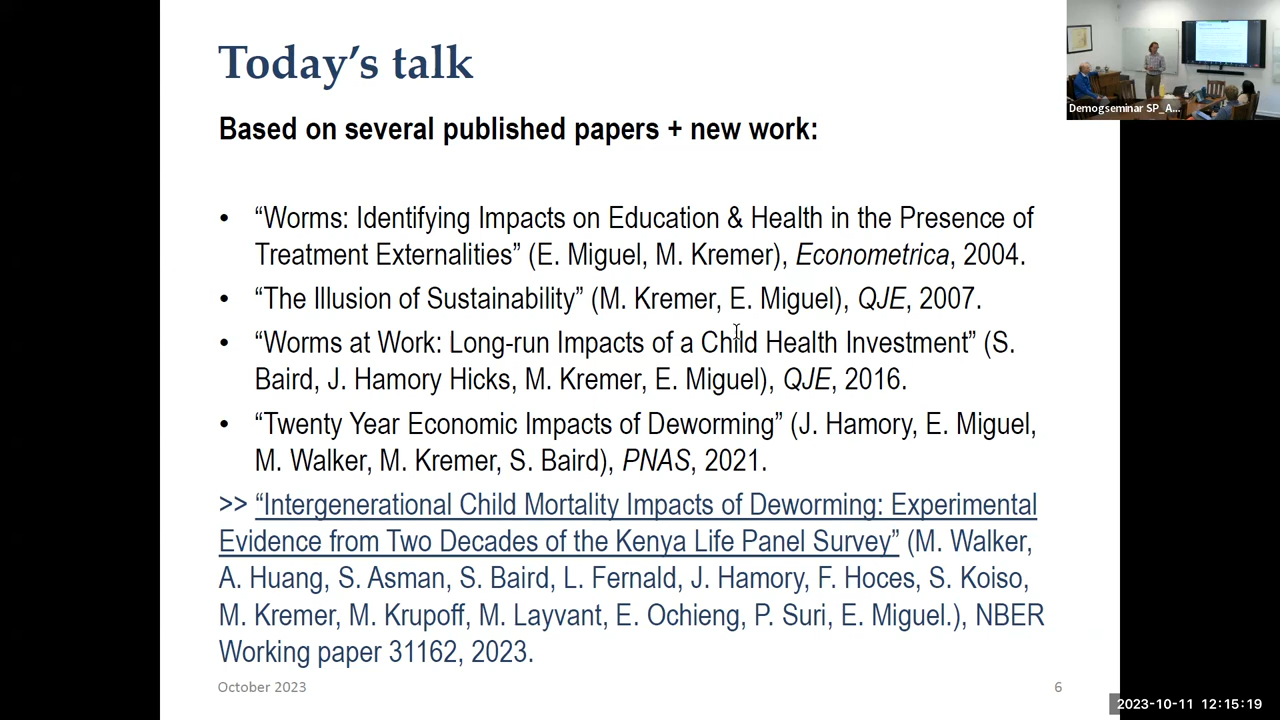 Today’s talk
Based on several published papers + new work:
• “Worms: Identifying Impacts on Education & Health in the Presence of
Treatment Externalities” (E. Miguel, M. Kremer), Econometrica, 2004.
• “The Illusion of Sustainability” (M. Kremer, E. Miguel), QJE, 2007.
• “Worms at Work: Long-run Impacts of a Child Health Investment” (S.
Baird, J. Hamory Hicks, M. Kremer, E. Miguel), QJE, 2016.
• “Twenty Year Economic Impacts of Deworming” (J. Hamory, E. Miguel,
M. Walker, M. Kremer, S. Baird), PNAS, 2021.
>> “Intergenerational Child Mortality Impacts of Deworming: Experimental
Evidence from Two Decades of the Kenya Life Panel Survey” (M. Walker,
A. Huang, S. Asman, S. Baird, L. Fernald, J. Hamory, F. Hoces, S. Koiso,
M. Kremer, M. Krupoff, M. Layvant, E. Ochieng, P. Suri, E. Miguel.), NBER
Working paper 31162, 2023.
October 2023
6
Demogseminar SP_A...
2023-10-11 12:15:19